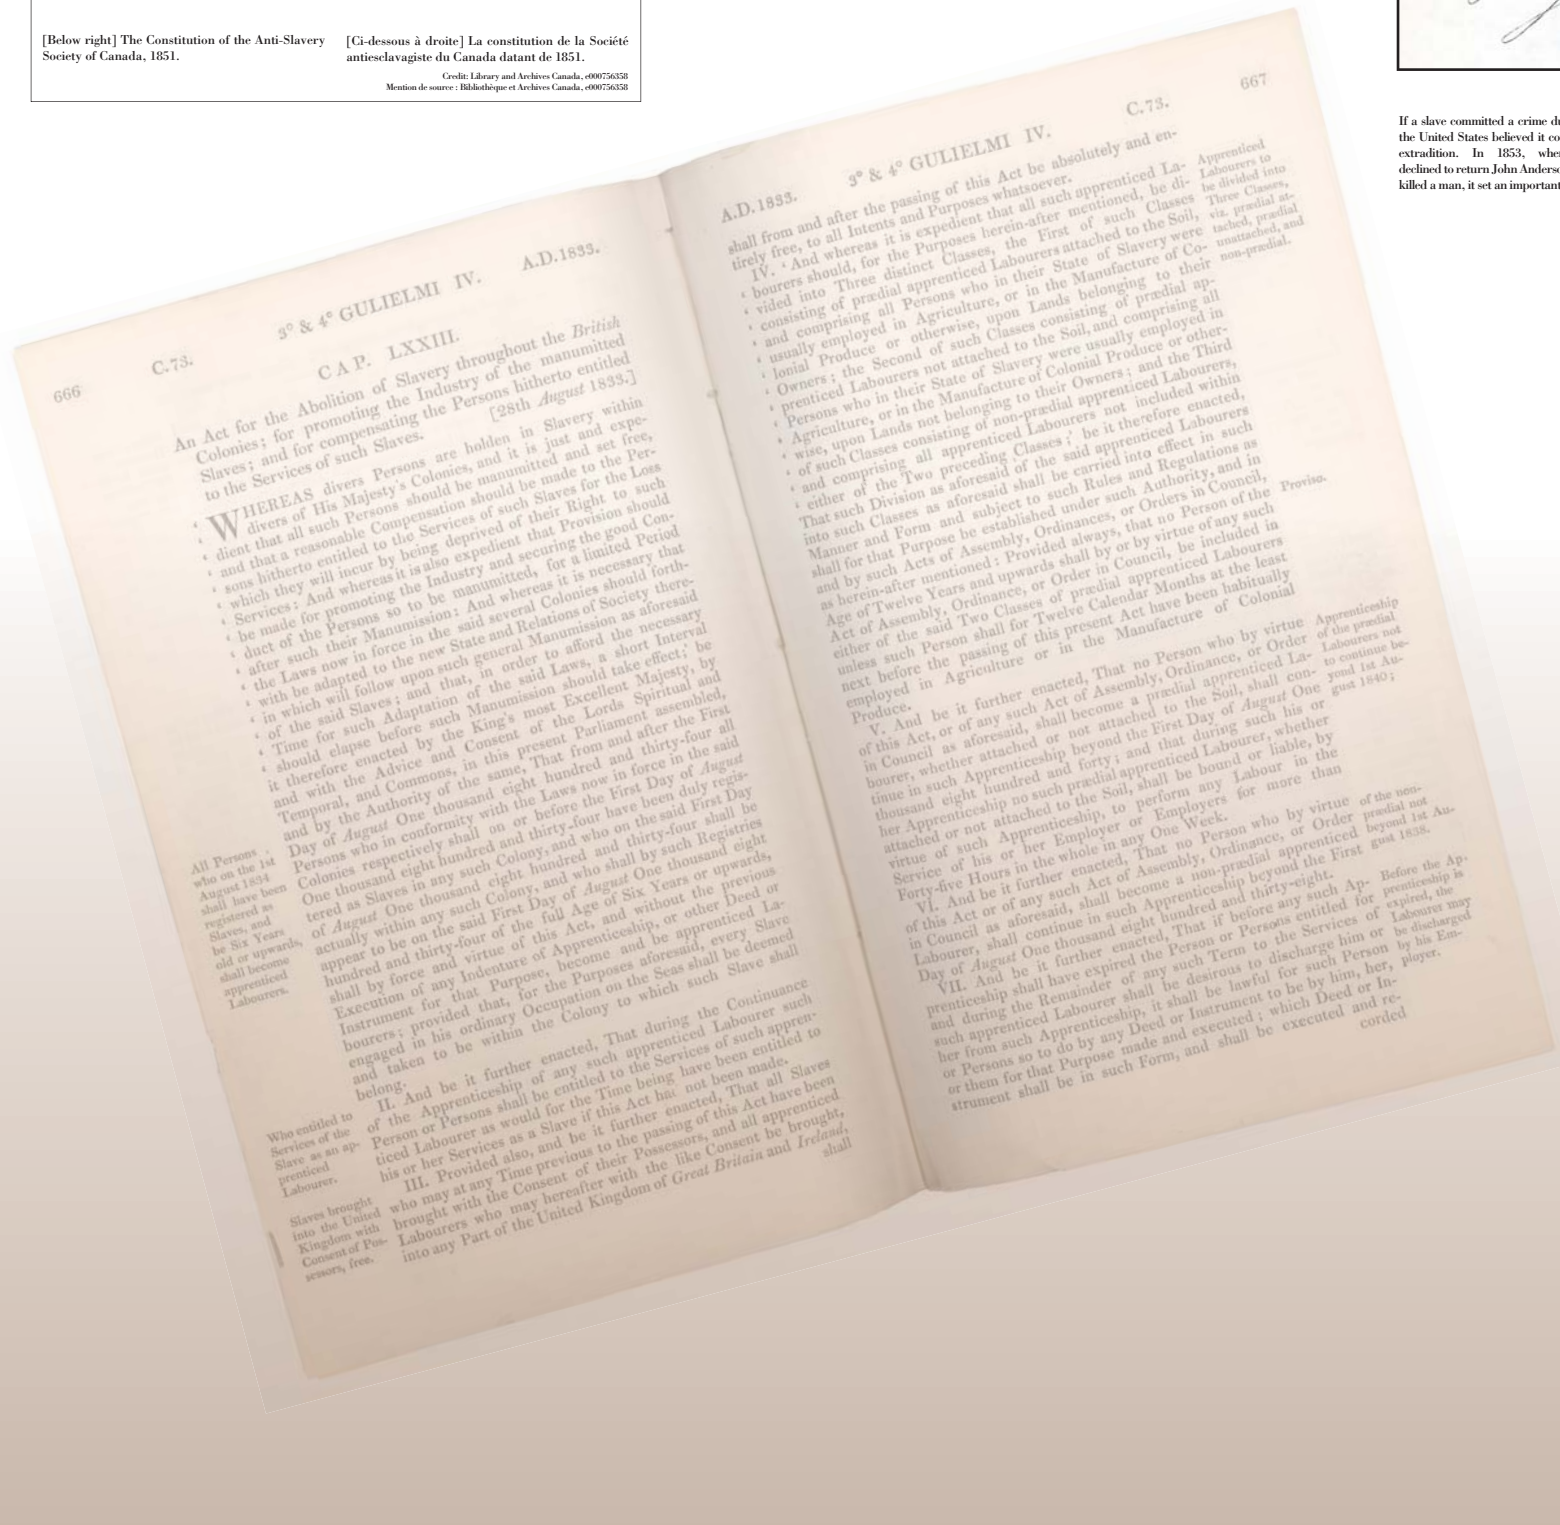 [Below right] The Constitution of the Anti-Slavery
Society of Canada, 1851.
[Ci-dessous à droite] La constitution de la Société
antiesclavagiste du Canada datant de 1851.
Credit: Library and Archives Canada, e000756358
Mention de source : Bibliothèque et Archives Canada, e000756358
If a slave committed a crime
the United States believed it
extradition. In 1853,
declined to return John
killed a man, it set an important
666
C.73.
3° & 4° GULIELMI IV.
A.D.1833.
CAP. LXXIII.
An Act for the Abolition of Slavery throughout the British
Colonies; for promoting the Industry of the manumitted
Slaves; and for compensating the Persons hitherto entitled
to the Services of such Slaves.
[28th August 1833.]
‘ WHEREAS divers Persons are holden in Slavery within
‘ divers of His Majesty's Colonies, and it is just and expe-
‘ dient that all such Persons should be manumitted and set free,
‘ and that a reasonable Compensation should be made to the Per-
‘ sons hitherto entitled to the Services of such Slaves for the Loss
‘ which they will incur by being deprived of their Right to such
‘ Services: And whereas it is also expedient that Provision should
‘ be made for promoting the Industry and securing the good Con-
‘ duct of the Persons so to be manumitted, for a limited Period
‘ after such their Manumission: And whereas it is necessary that
‘ the Laws now in force in the said several Colonies should forth-
‘ with be adapted to the new State and Relations of Society there-
‘ in which will follow upon such general Manumission as aforesaid
‘ of the said Slaves; and that, in order to afford the necessary
‘ Time for such Adaptation of the said Laws, a short Interval
‘ should elapse before such Manumission should take effect;’ be
it therefore enacted by the King's most Excellent Majesty, by
and with the Advice and Consent of the Lords Spiritual and
Temporal, and Commons, in this present Parliament assembled,
and by the Authority of the same, That from and after the First
Day of August One thousand eight hundred and thirty-four all
Persons who in conformity with the Laws now in force in the said
Colonies respectively shall on or before the First Day of August
One thousand eight hundred and thirty-four have been duly regis-
tered as Slaves in any such Colony, and who on the said First Day
of August One thousand eight hundred and thirty-four shall be
actually within any such Colony, and who shall by such Registries
appear to be on the said First Day of August One thousand eight
hundred and thirty-four of the full Age of Six Years or upwards,
shall by force and virtue of this Act, and without the previous
Execution of any Indenture of Apprenticeship, or other Deed or
Instrument for that Purpose, become and be apprenticed La-
bourers; provided that, for the Purposes aforesaid, every Slave
engaged in his ordinary Occupation on the Seas shall be deemed
and taken to be within the Colony to which such Slave shall
belong.
All Persons
who on the 1st
August 1834
shall have been
registered as
Slaves, and
be Six Years
old or upwards,
shall become
apprenticed
Labourers.
II. And be it further enacted, That during the Continuance
of the Apprenticeship of any such apprenticed Labourer such
Person or Persons shall be entitled to the Services of such appren-
ticed Labourer as would for the Time being have been entitled to
his or her Services as a Slave if this Act had not been made.
Who entitled to
Services of the
Slave as an ap-
prenticed
Labourer.
III. Provided also, and be it further enacted, That all Slaves
who may at any Time previous to the passing of this Act have been
brought with the Consent of their Possessors, and all apprenticed
Labourers who may hereafter with the like Consent be brought,
into any Part of the United Kingdom of Great Britain and Ireland,
shall
Slaves brought
into the United
Kingdom with
Consent of Pos-
sessors, free.
A.D.1833.
3° & 4° GULIELMI IV.
C.73.
667
shall from and after the passing of this Act be absolutely and en-
tirely free, to all Intents and Purposes whatsoever.
IV. ‘ And whereas it is expedient that all such apprenticed La-
‘ bourers should, for the Purposes herein-after mentioned, be di-
‘ vided into Three distinct Classes, the First of such Classes
‘ consisting of prædial apprenticed Labourers attached to the Soil,
‘ and comprising all Persons who in their State of Slavery were
‘ usually employed in Agriculture, or in the Manufacture of Co-
‘ lonial Produce or otherwise, upon Lands belonging to their
‘ Owners; the Second of such Classes consisting of prædial ap-
‘ prenticed Labourers not attached to the Soil, and comprising all
‘ Persons who in their State of Slavery were usually employed in
‘ Agriculture, or in the Manufacture of Colonial Produce or other-
‘ wise, upon Lands not belonging to their Owners; and the Third
‘ of such Classes consisting of non-prædial apprenticed Labourers,
‘ and comprising all apprenticed Labourers not included within
‘ either of the Two preceding Classes;’ be it therefore enacted,
That such Division as aforesaid of the said apprenticed Labourers
into such Classes as aforesaid shall be carried into effect in such
Manner and Form and subject to such Rules and Regulations as
shall for that Purpose be established under such Authority, and in
and by such Acts of Assembly, Ordinances, or Orders in Council,
as herein-after mentioned: Provided always, that no Person of the
Age of Twelve Years and upwards shall by or by virtue of any such
Act of Assembly, Ordinance, or Order in Council, be included in
either of the said Two Classes of prædial apprenticed Labourers
unless such Person shall for Twelve Calendar Months at the least
next before the passing of this present Act have been habitually
employed in Agriculture or in the Manufacture of Colonial
Produce.
Apprenticed
Labourers to
be divided into
Three Classes,
viz. prædial at-
tached, prædial
unattached, and
non-prædial.
Proviso.
V. And be it further enacted, That no Person who by virtue
of this Act, or of any such Act of Assembly, Ordinance, or Order
in Council as aforesaid, shall become a prædial apprenticed La-
bourer, whether attached or not attached to the Soil, shall con-
tinue in such Apprenticeship beyond the First Day of August One
thousand eight hundred and forty; and that during such his or
her Apprenticeship no such prædial apprenticed Labourer, whether
attached or not attached to the Soil, shall be bound or liable, by
virtue of such Apprenticeship, to perform any Labour in the
Service of his or her Employer or Employers for more than
Forty-five Hours in the whole in any One Week.
Apprenticeship
of the prædial
Labourers not
to continue be-
yond 1st Au-
gust 1840;
VI. And be it further enacted, That no Person who by virtue
of this Act or of any such Act of Assembly, Ordinance, or Order
in Council as aforesaid, shall become a non-prædial apprenticed
Labourer, shall continue in such Apprenticeship beyond the First
Day of August One thousand eight hundred and thirty-eight.
of the non-
prædial not
beyond 1st Au-
gust 1838.
VII. And be it further enacted, That if before any such Ap-
prenticeship shall have expired the Person or Persons entitled for
and during the Remainder of any such Term to the Services of
such apprenticed Labourer shall be desirous to discharge him or
her from such Apprenticeship, it shall be lawful for such Person
or Persons so to do by any Deed or Instrument to be by him, her,
or them for that Purpose made and executed; which Deed or In-
strument shall be in such Form, and shall be executed and re-
corded
Before the Ap-
prenticeship is
expired, the
Labourer may
be discharged
by his Em-
ployer.